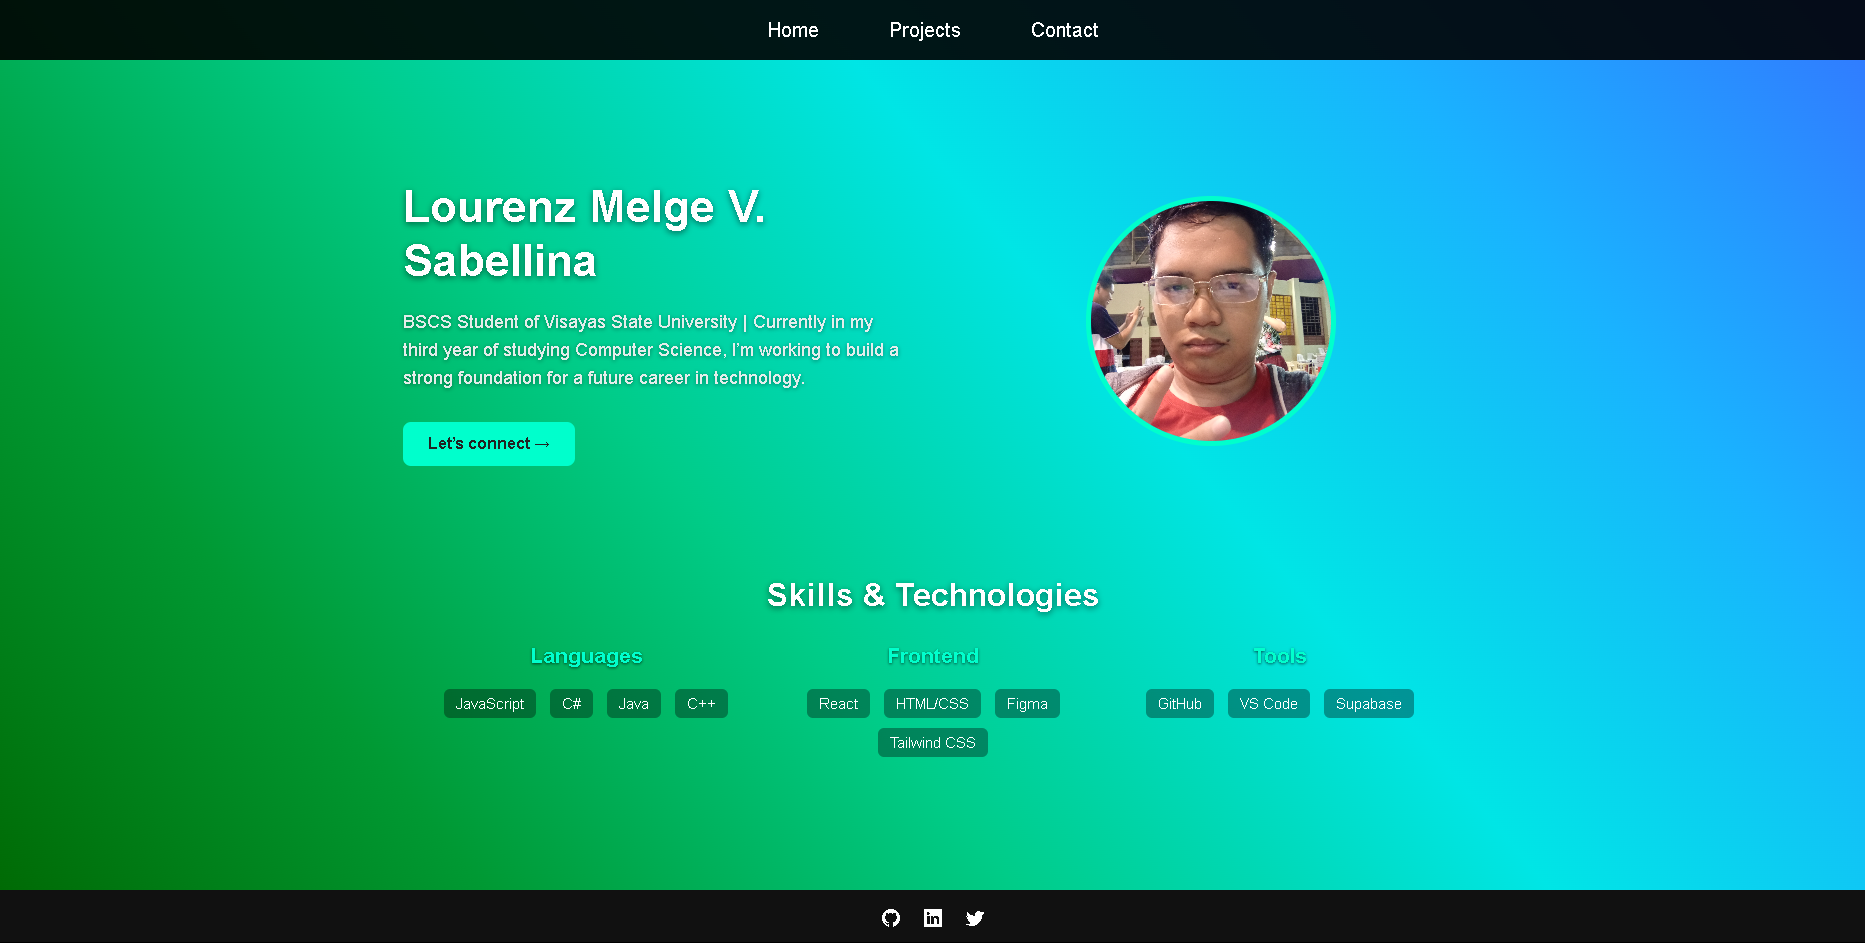 Home Projects Contact
Lourenz Melge V.
Sabellina
BSCS Student of Visayas State University | Currently in my
third year of studying Computer Science, I'm working to build a
strong foundation for a future career in technology.
Let's connect →
Skills & Technologies
Languages
JavaScript C# Java C++
Frontend
React HTML/CSS Figma
Tailwind CSS
Tools
GitHub VS Code Supabase
in